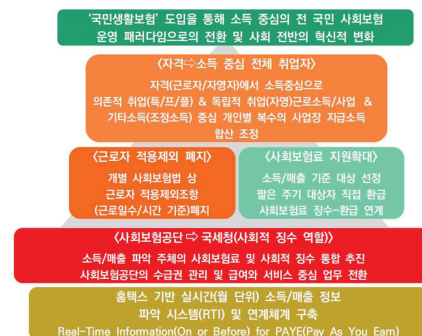 '국민생활보험' 도입을 통해 소득 중심의 전 국민 사회보험
운영 패러다임으로의 전환 및 사회 전반의 혁신적 변화
〈자격⇨소득 중심 전체 취업자〉
자격(근로자/자영자)에서 소득중심으로
의존적 취업(특/프/플) & 독립적 취업(자영)근로소득/사업 &
기타소득(조정소득) 중심 개인별 복수의 사업장 지급소득
합산 조정
〈근로자 적용제외 폐지〉
개별 사회보험법 상
근로자 적용제외조항
(근로일수/시간 기준)폐지
〈사회보험료 지원확대〉
소득/매출 기준 대상 선정
짧은 주기 대상자 직접 환급
사회보험료 징수-환급 연계
〈사회보험공단⇨국세청(사회적 징수 역할)〉
소득/매출 파악 주체의 사회보험료 및 사회적 징수 통합 추진
사회보험공단의 수급권 관리 및 급여와 서비스 중심 업무 전환
홈택스 기반 실시간(월 단위) 소득/매출 정보
파악 시스템(RTI) 및 연계체계 구축
Real-Time Information(On or Before) for PAYE(Pay As You Earn)